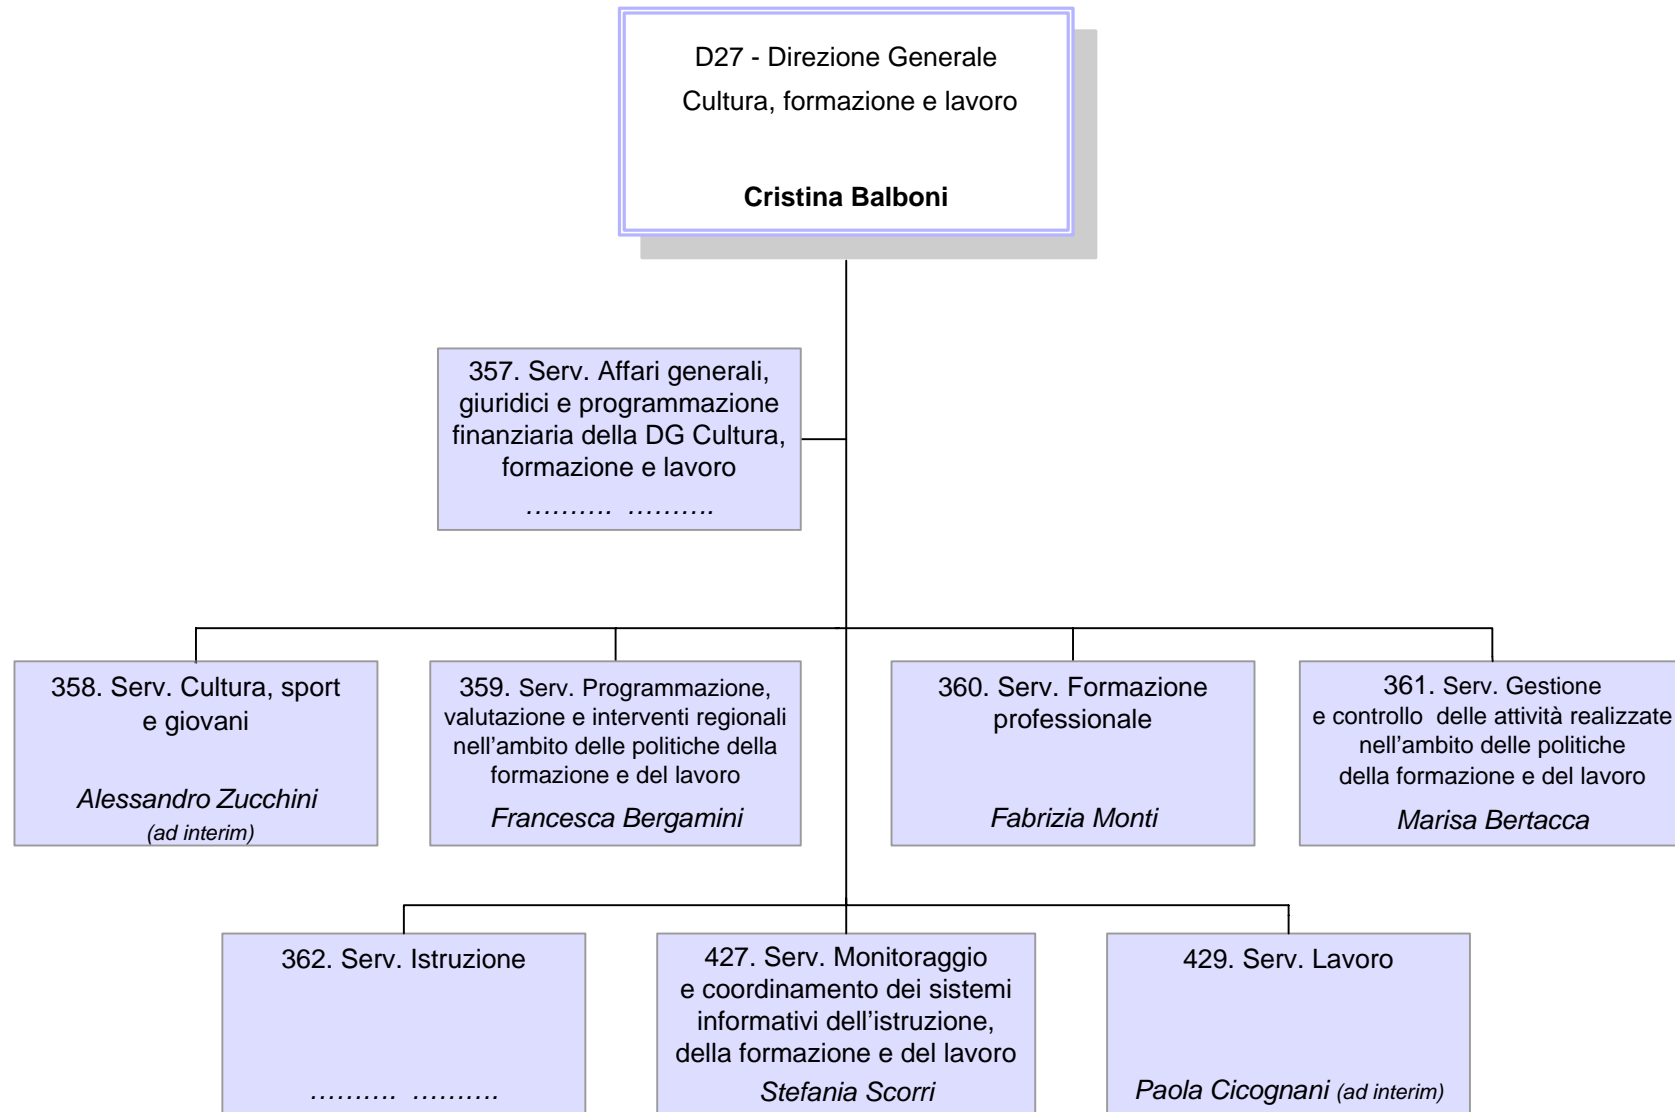 D27 - Direzione Generale
Cultura, formazione e lavoro
Cristina Balboni
357. Serv. Affari generali,
giuridici e programmazione
finanziaria della DG Cultura,
formazione e lavoro
………. ……….
358. Serv. Cultura, sport
e giovani
Alessandro Zucchini
(ad interim)
359. Serv. Programmazione,
valutazione e interventi regionali
nell’ambito delle politiche della
formazione e del lavoro
Francesca Bergamini
360. Serv. Formazione
professionale
Fabrizia Monti
361. Serv. Gestione
e controllo  delle attività realizzate
nell’ambito delle politiche
della formazione e del lavoro
Marisa Bertacca
362. Serv. Istruzione
………. ……….
427. Serv. Monitoraggio
e coordinamento dei sistemi
informativi dell’istruzione,
della formazione e del lavoro
Stefania Scorri
429. Serv. Lavoro
Paola Cicognani (ad interim)